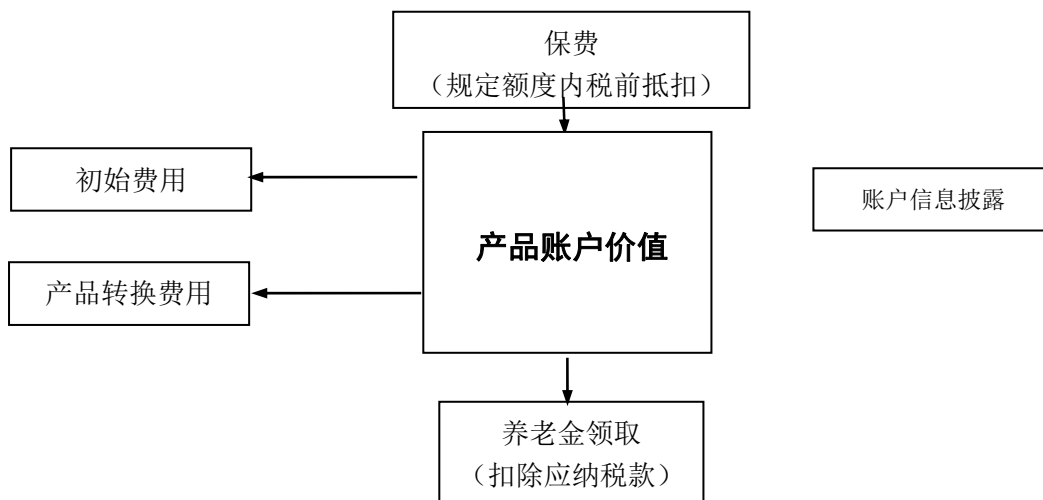 保费
（规定额度内税前抵扣）
初始费用
账户信息披露
产品账户价值
产品转换费用
养老金领取
（扣除应纳税款）